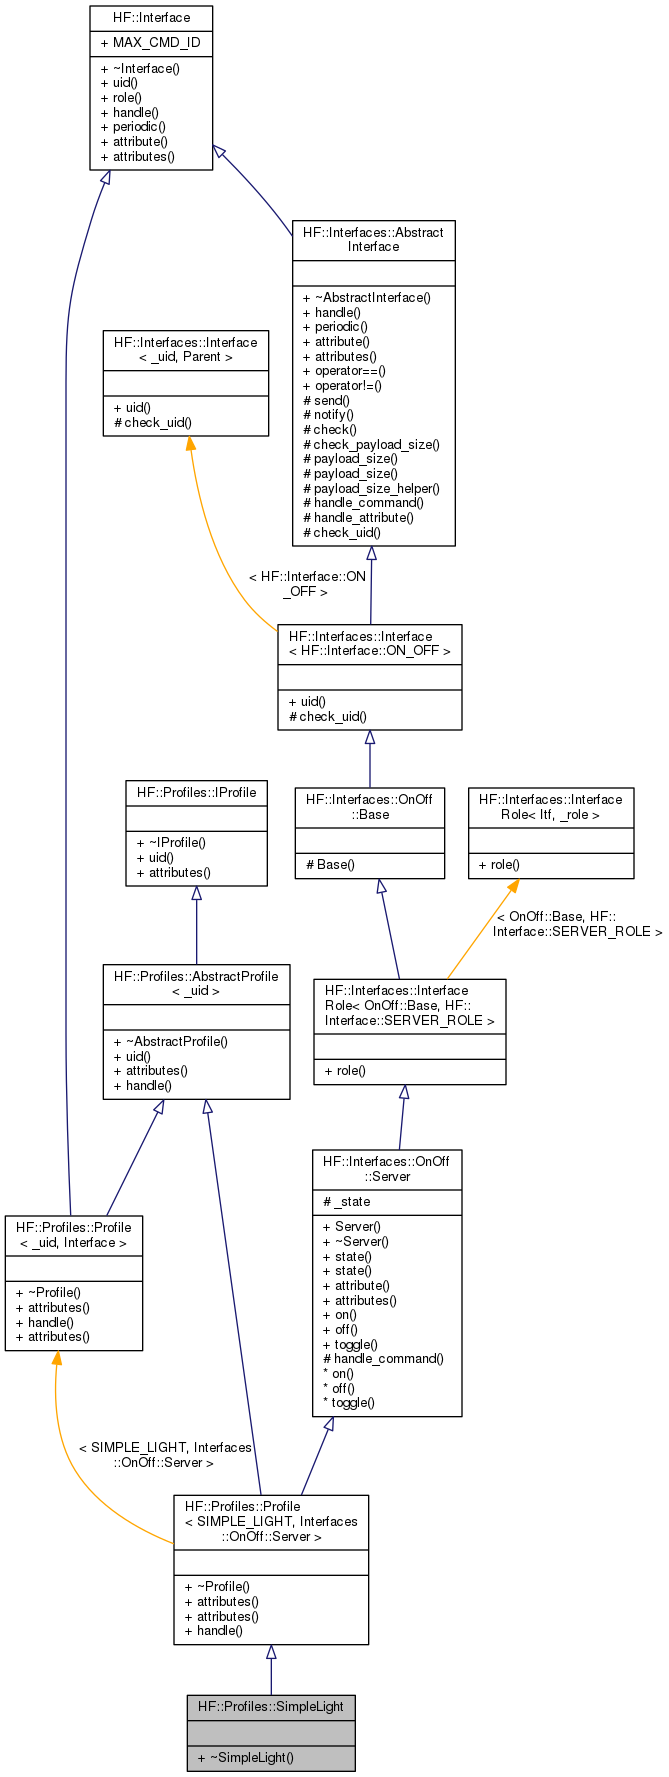 HF::Interface
+ MAX_CMD_ID
+ ~Interface()
+ uid()
+ role()
+ handle()
+ periodic()
+ attribute()
+ attributes()
HF::Interfaces::Abstract
Interface
+ ~AbstractInterface()
+ handle()
+ periodic()
+ attribute()
+ attributes()
+ operator==()
+ operator!=()
# send()
# notify()
# check()
# check_payload_size()
# payload_size()
# payload_size()
# payload_size_helper()
# handle_command()
# handle_attribute()
# check_uid()
HF::Interfaces::Interface
< _uid, Parent >
+ uid()
# check_uid()
< HF::Interface::ON
_OFF >
HF::Interfaces::Interface
< HF::Interface::ON_OFF >
+ uid()
# check_uid()
HF::Profiles::IProfile
+ ~IProfile()
+ uid()
+ attributes()
HF::Interfaces::OnOff
::Base
# Base()
HF::Interfaces::Interface
Role< Itf, _role >
+ role()
< OnOff::Base, HF::
Interface::SERVER_ROLE >
HF::Profiles::AbstractProfile
< _uid >
+ ~AbstractProfile()
+ uid()
+ attributes()
+ handle()
HF::Interfaces::Interface
Role< OnOff::Base, HF::
Interface::SERVER_ROLE >
+ role()
HF::Interfaces::OnOff
::Server
# _state
+ Server()
+ ~Server()
+ state()
+ state()
+ attribute()
+ attributes()
+ on()
+ off()
+ toggle()
# handle_command()
* on()
* off()
* toggle()
HF::Profiles::Profile
< _uid, Interface >
+ ~Profile()
+ attributes()
+ handle()
+ attributes()
< SIMPLE_LIGHT, Interfaces
::OnOff::Server >
HF::Profiles::Profile
< SIMPLE_LIGHT, Interfaces
::OnOff::Server >
+ ~Profile()
+ attributes()
+ attributes()
+ handle()
HF::Profiles::SimpleLight
+ ~SimpleLight()